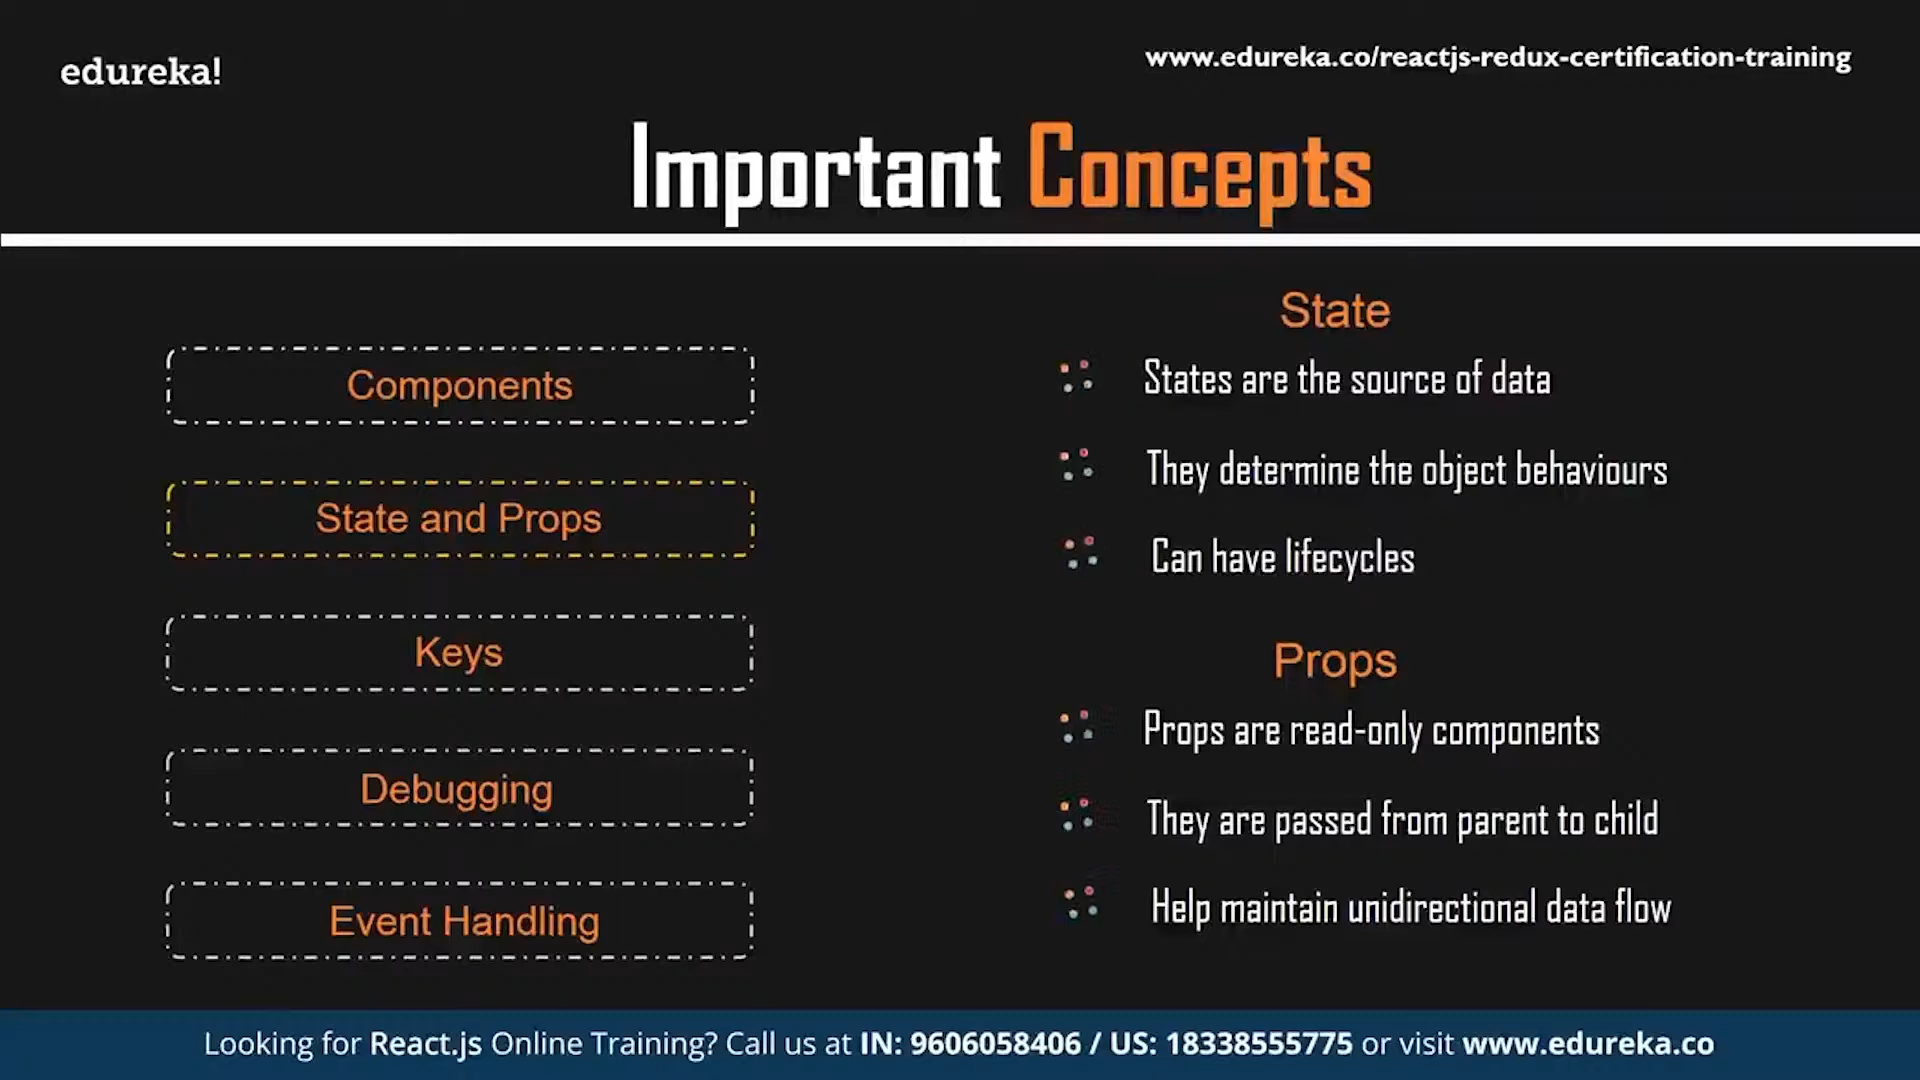 edureka!
www.edureka.co/reactjs-redux-certification-training
Important Concepts
Components
State and Props
Keys
Debugging
Event Handling
State
States are the source of data
They determine the object behaviours
Can have lifecycles
Props
Props are read-only components
They are passed from parent to child
Help maintain unidirectional data flow
Looking for React.js Online Training? Call us at IN: 9606058406 / US: 18338555775 or visit www.edureka.co